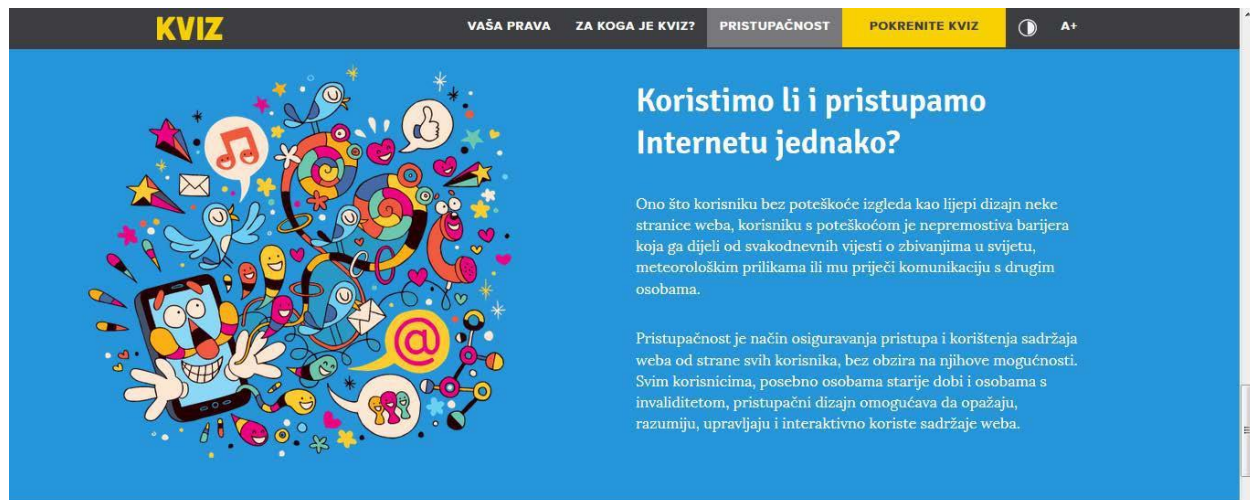 KVIZ
VAŠA PRAVA ZA KOGA JE KVIZ? PRISTUPAČNOST POKRENITE KVIZ A+
Koristimo li i pristupamo
Internetu jednako?
Ono što korisniku bez poteškoće izgleda kao lijepi dizajn neke
stranice weba, korisniku s poteškoćom je nepremostiva barijera
koja ga dijeli od svakodnevnih vijesti o zbivanjima u svijetu,
meteorološkim prilikama ili mu priječi komunikaciju s drugim
osobama.
Pristupačnost je način osiguravanja pristupa i korištenja sadržaja
weba od strane svih korisnika, bez obzira na njihove mogućnosti.
Svim korisnicima, posebno osobama starije dobi i osobama s
invaliditetom, pristupačni dizajn omogućava da opažaju,
razumiju, upravljaju i interaktivno koriste sadržaje weba.
@